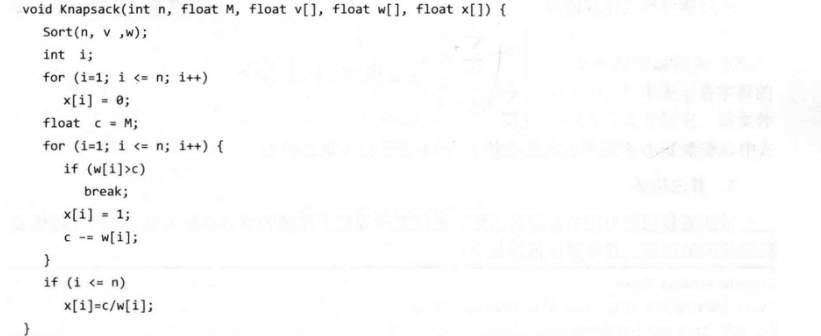 void Knapsack(int n, float M, float v[], float w[], float x[]) {
Sort(n, v ,w);
int i;
for (i=1; i <= n; i++)
x[i] = 0;
float c = M;
for (i=1; i <= n; i++) {
if (w[i]>c)
break;
x[i] = 1;
c -= w[i];
}
if (i <= n)
x[i]=c/w[i];
}